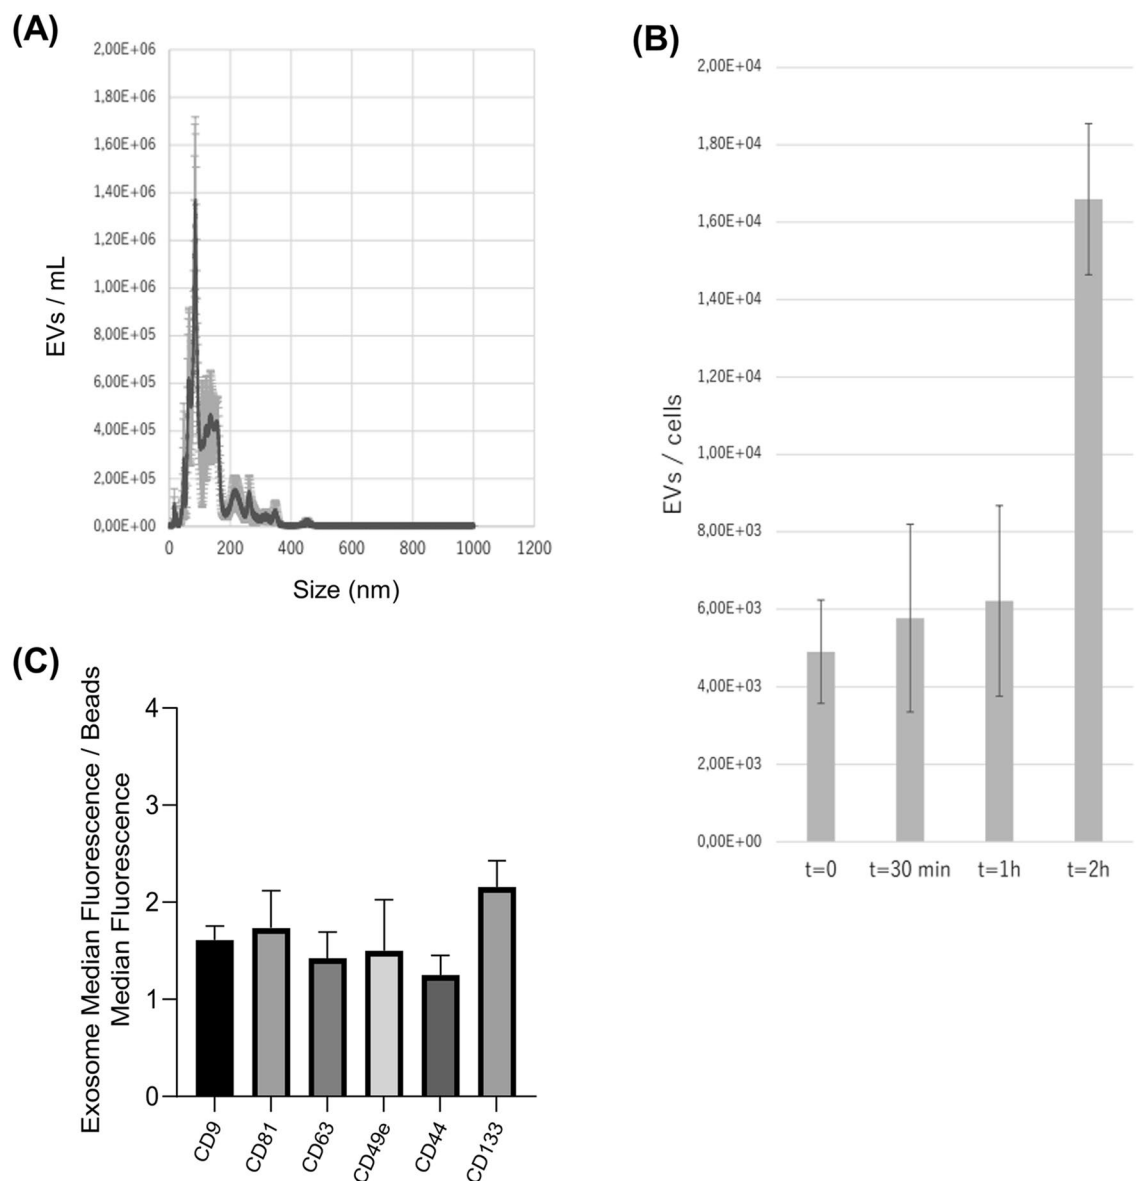 (A)
2,00E+06
1,80E+06
1,60E+06
1,40E+06
1,20E+06
1,00E+06
8,00E+05
6,00E+05
4,00E+05
2,00E+05
0,00E+00
EVs / mL
0 200 400 600 800 1000 1200
Size (nm)
(B)
2,00E+04
1,80E+04
1,60E+04
1,40E+04
1,20E+04
1,00E+04
8,00E+03
6,00E+03
4,00E+03
2,00E+03
0,00E+00
EVs / cells
t=0 t=30 min t=1h t=2h
(C)
Exosome Median Fluorescence / Beads
Median Fluorescence
4
3
2
1
0
CD9 CD81 CD63 CD49e CD44 CD133